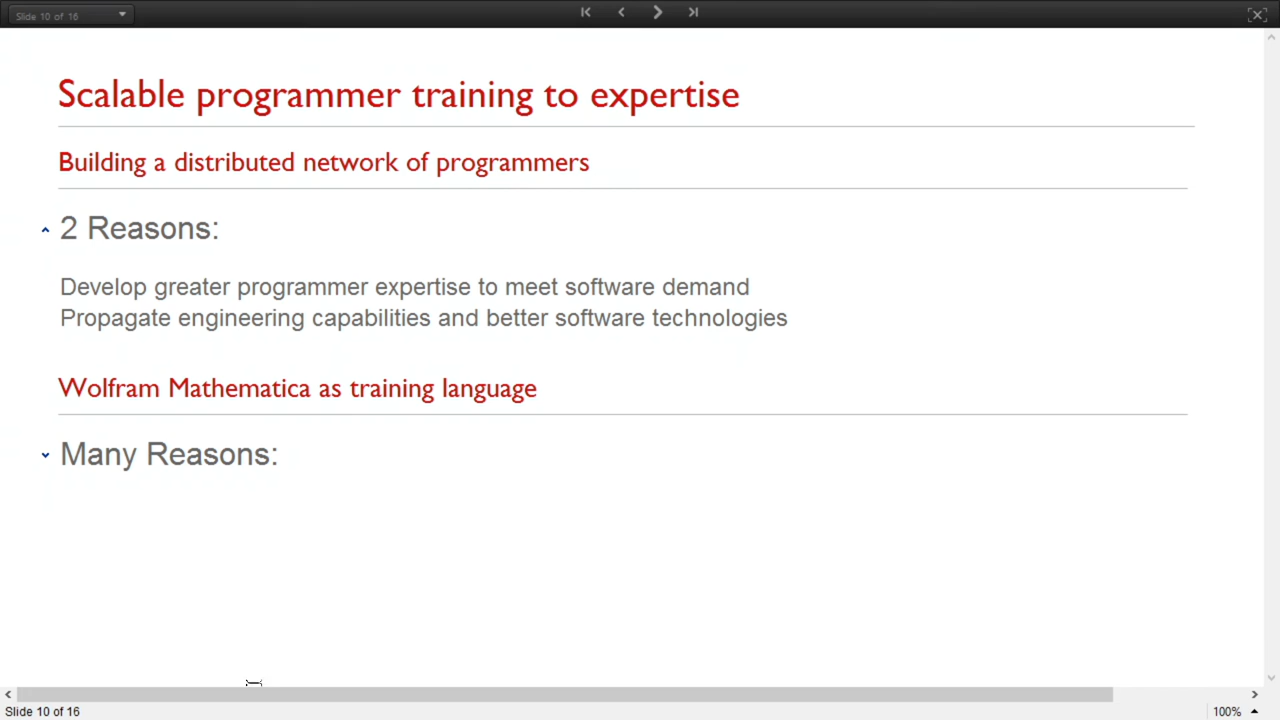 Slide 10 of 16
Scalable programmer training to expertise
Building a distributed network of programmers
2 Reasons:
Develop greater programmer expertise to meet software demand
Propagate engineering capabilities and better software technologies
Wolfram Mathematica as training language
Many Reasons:
Slide 10 of 16
100%